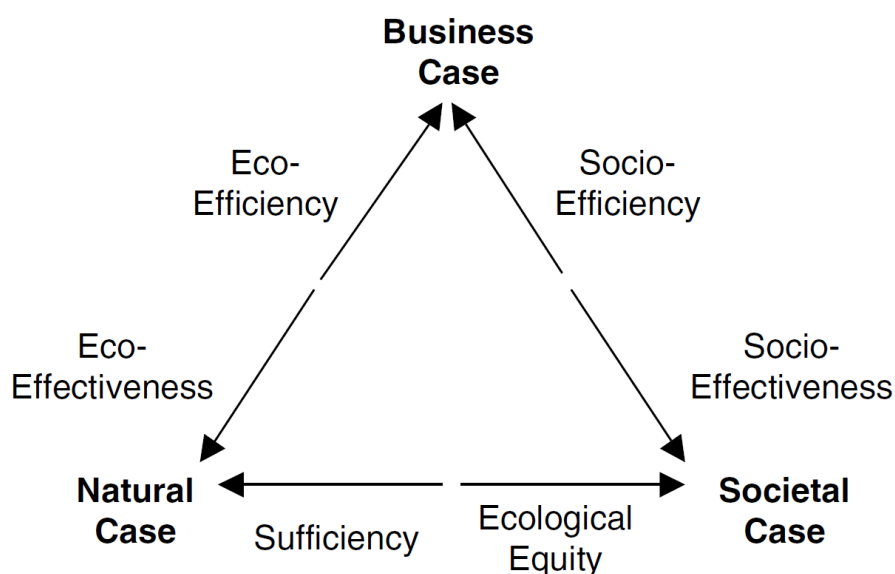 Business
Case
Eco-
Efficiency
Socio-
Efficiency
Eco-
Effectiveness
Socio-
Effectiveness
Natural
Case
Sufficiency
Ecological
Equity
Societal
Case